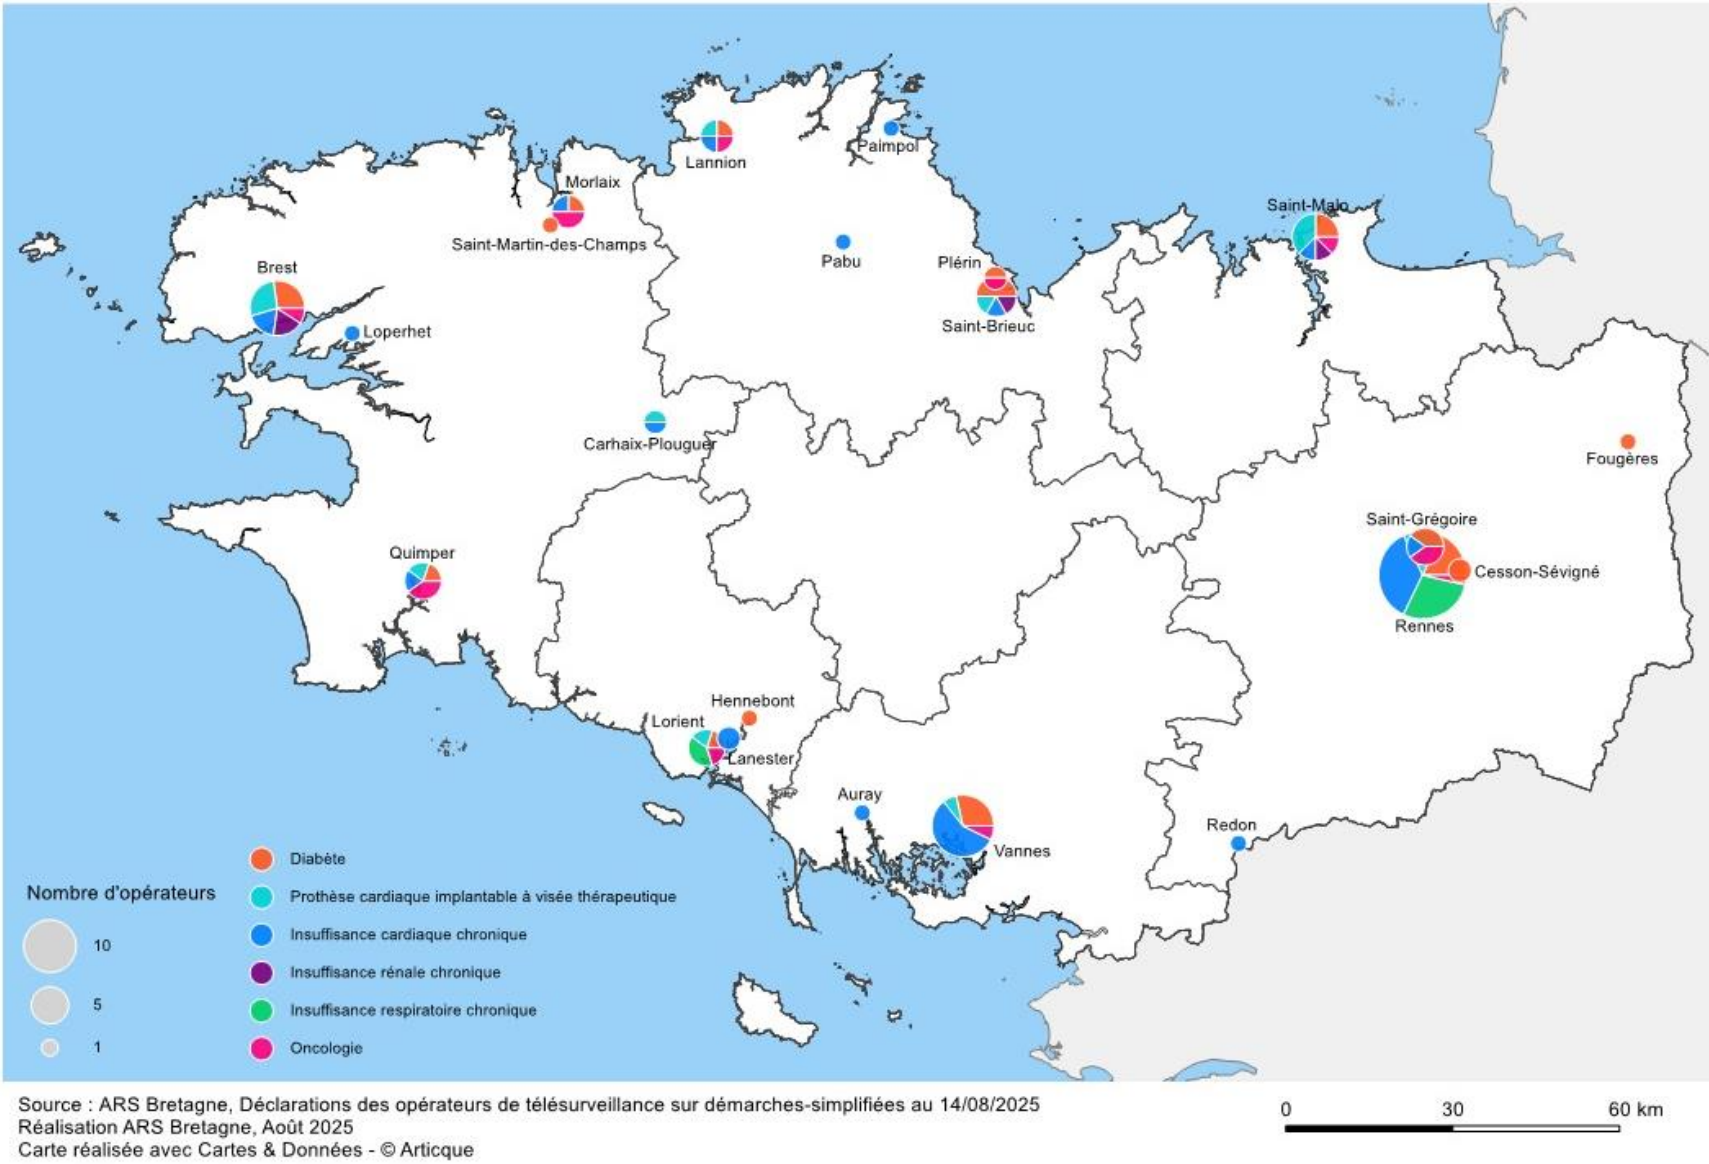 Paimpol
Lannion
Morlaix
Saint-Malo
Saint-Martin-des-Champs
Pabu
Plérin
Brest
Saint-Brieuc
Loperhet
Carhaix-Plouguer
Fougères
Saint-Grégoire
Quimper
Cesson-Sévigné
Rennes
Hennebont
Lorient
Lanester
Auray
Redon
Vannes
Nombre d'opérateurs
10
5
1
Diabète
Prothèse cardiaque implantable à visée thérapeutique
Insuffisance cardiaque chronique
Insuffisance rénale chronique
Insuffisance respiratoire chronique
Oncologie
Source : ARS Bretagne, Déclarations des opérateurs de télésurveillance sur démarches-simplifiées au 14/08/2025
Réalisation ARS Bretagne, Août 2025
Carte réalisée avec Cartes & Données - © Articque
0 30 60 km